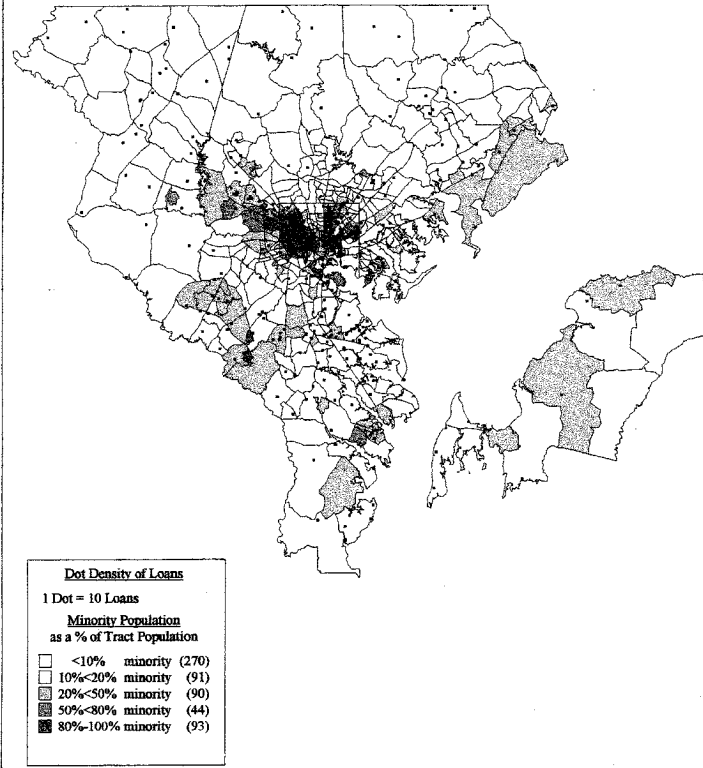 Dot Density of Loans
1 Dot = 10 Loans
Minority Population
as a % of Tract Population
<10% minority (270)
10%<20% minority (91)
20%<50% minority (90)
50%<80% minority (44)
80%-100% minority (93)